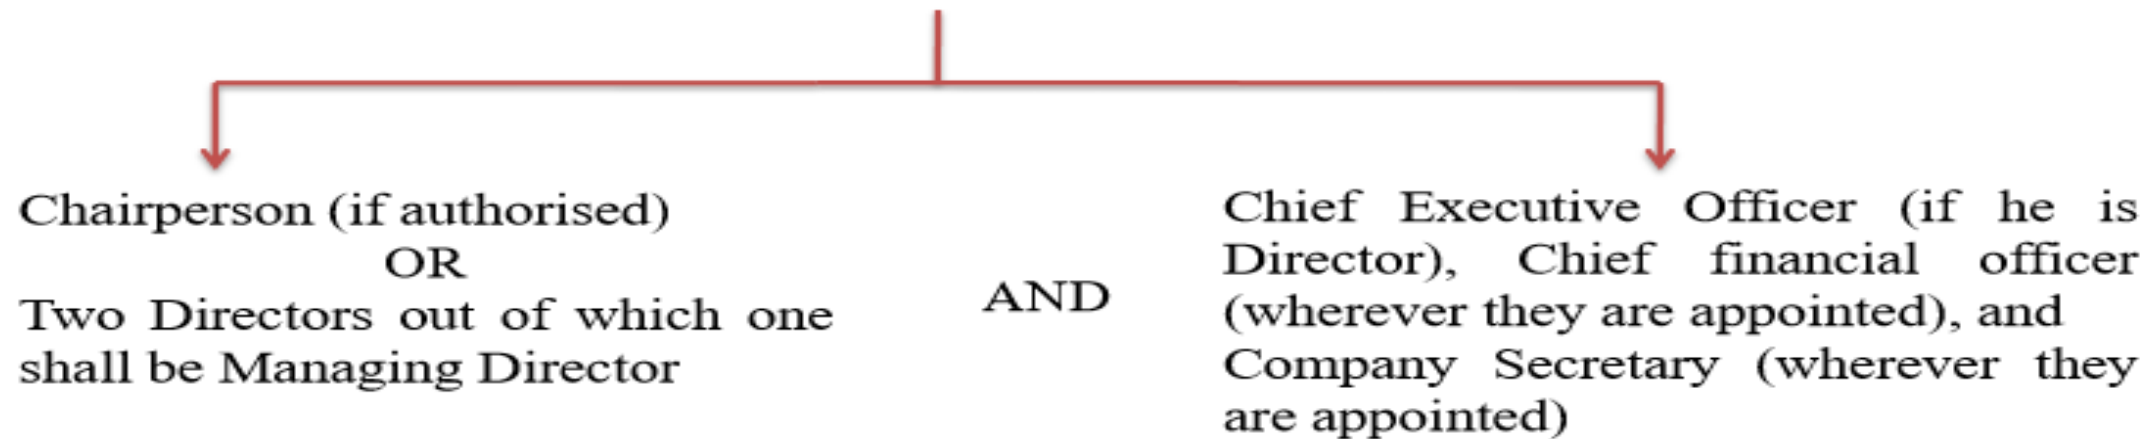 Chairperson (if authorised)
OR
Two Directors out of which one
shall be Managing Director
AND
Chief Executive Officer (if he is
Director), Chief financial officer
(wherever they are appointed), and
Company Secretary (wherever they
are appointed)